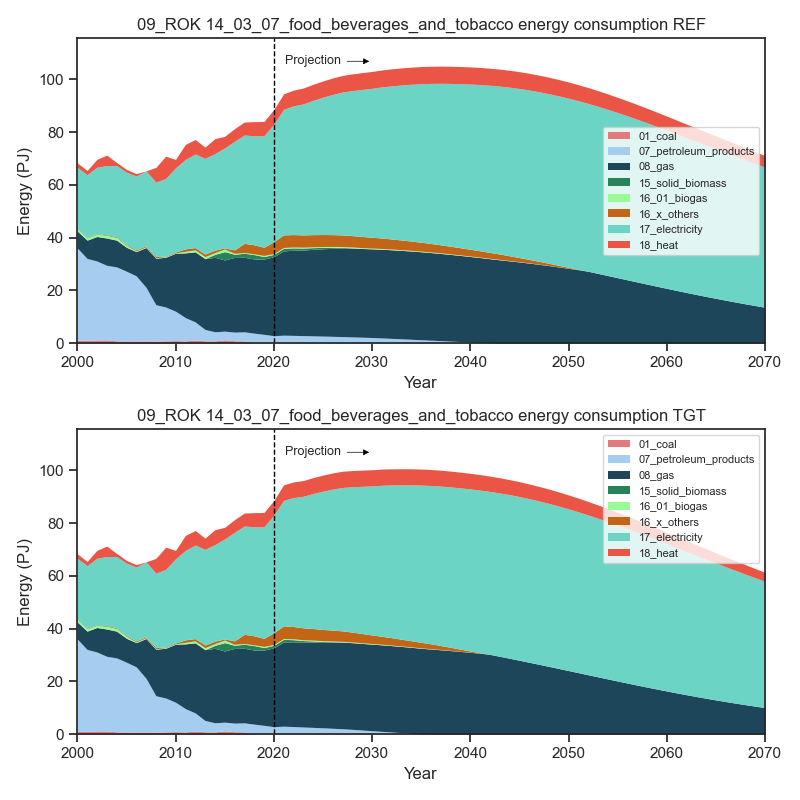 09_ROK 14_03_07_food_beverages_and_tobacco energy consumption REF
Energy (PJ)
100
80
60
40
20
0
Projection
01_coal
07_petroleum_products
08_gas
15_solid_biomass
16_01_biogas
16_x_others
17_electricity
18_heat
2000 2010 2020 2030 2040 2050 2060 2070
Year
09_ROK 14_03_07_food_beverages_and_tobacco energy consumption TGT
Energy (PJ)
100
80
60
40
20
0
Projection
01_coal
07_petroleum_products
08_gas
15_solid_biomass
16_01_biogas
16_x_others
17_electricity
18_heat
2000 2010 2020 2030 2040 2050 2060 2070
Year